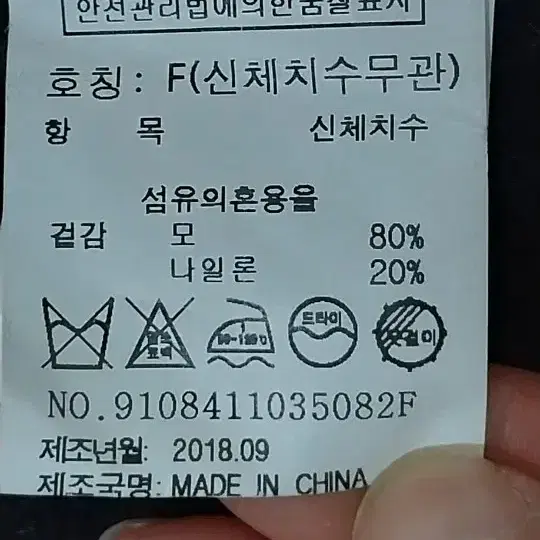 안전관리법에의한품질표시
호칭: F(신체치수무관)
항 목 신체치수
섬유의혼용율
겉감 모 80%
나일론 20%
드라이 옷걸이
NO.9108411035082F
제조년월: 2018.09
제조국명: MADE IN CHINA